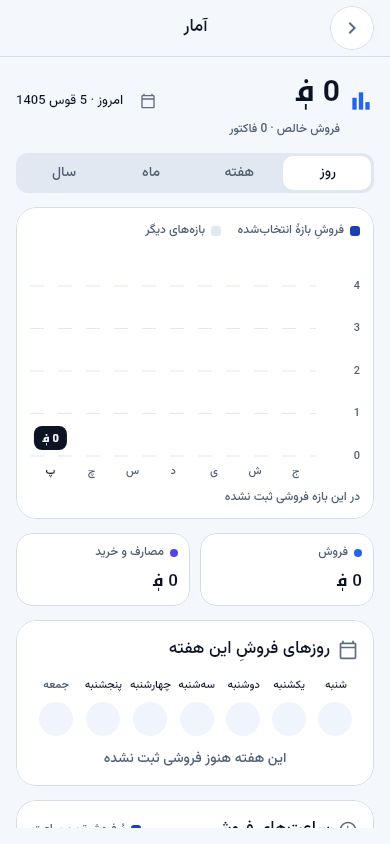 آمار
0 ؋
فروش خالص · 0 فاکتور
امروز · 5 قوس 1405
روز
هفته
ماه
سال
فروشِ بازهٔ انتخاب‌شده
بازه‌های دیگر
4
3
2
1
0
0 ؋
ج ش ی د س چ پ
در این بازه فروشی ثبت نشده
فروش
0 ؋
مصارف و خرید
0 ؋
روزهای فروشِ این هفته
شنبه یکشنبه دوشنبه سه‌شنبه چهارشنبه پنجشنبه جمعه
این هفته هنوز فروشی ثبت نشده